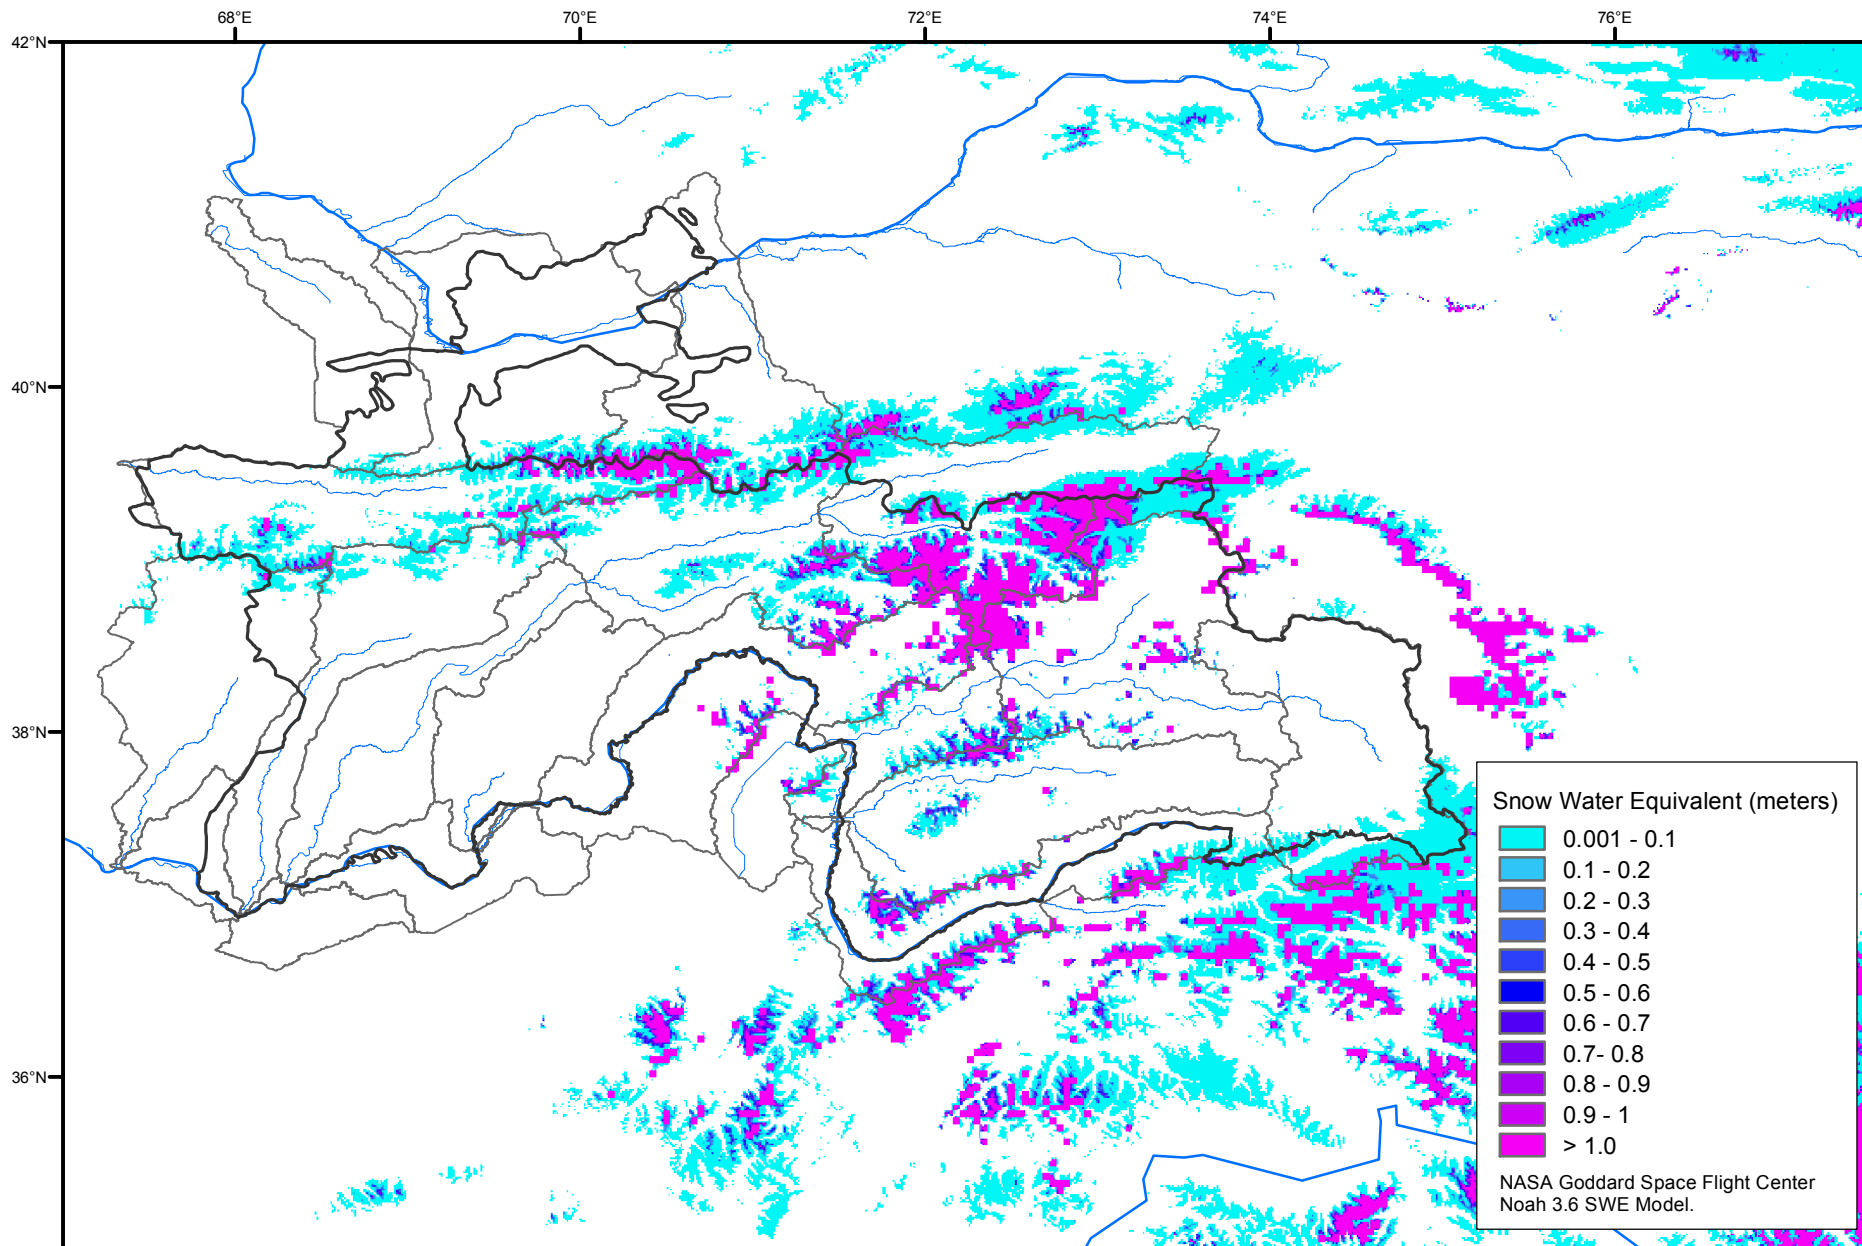 68°E
70°E
72°E
74°E
76°E
42°N
40°N
38°N
36°N
Snow Water Equivalent (meters)
0.001 - 0.1
0.1 - 0.2
0.2 - 0.3
0.3 - 0.4
0.4 - 0.5
0.5 - 0.6
0.6 - 0.7
0.7- 0.8
0.8 - 0.9
0.9 - 1
> 1.0
NASA Goddard Space Flight Center
Noah 3.6 SWE Model.